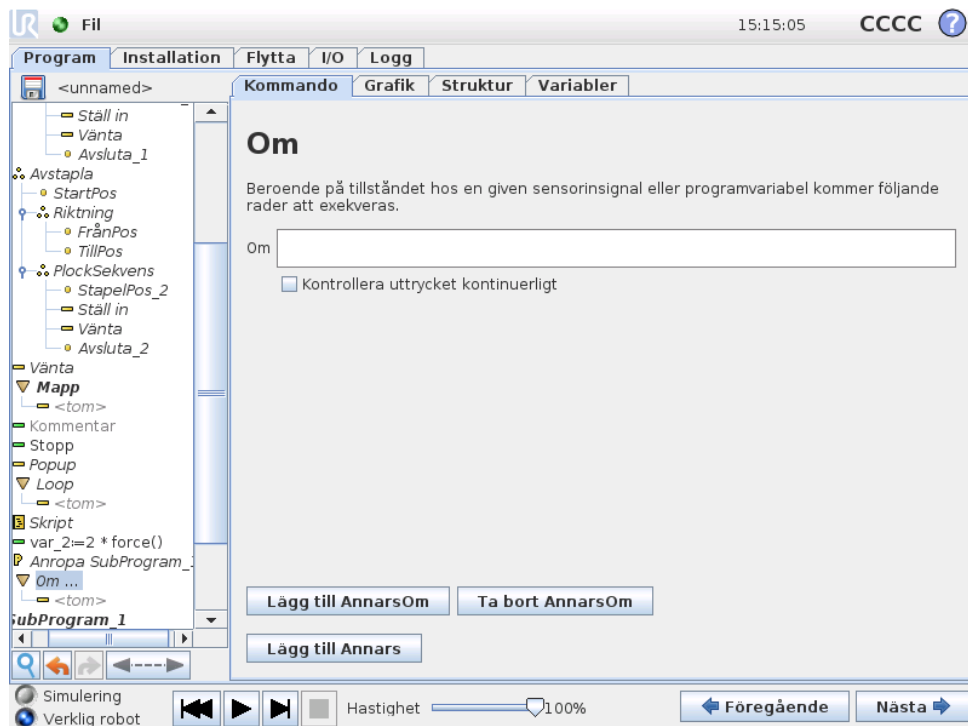 UR Fil 15:15:05 CCCC ?
Program Installation Flytta I/O Logg
<unnamed>
Kommando Grafik Struktur Variabler
Ställ in
Vänta
Avsluta_1
Avstapla
StartPos
Riktning
FrånPos
TillPos
PlockSekvens
StapelPos_2
Ställ in
Vänta
Avsluta_2
Vänta
Mapp
<tom>
Kommentar
Stopp
Popup
Loop
<tom>
Skript
var_2:=2 * force()
Anropa SubProgram_1
Om ...
<tom>
SubProgram_1
Om
Beroende på tillståndet hos en given sensorinsignal eller programvariabel kommer följande
rader att exekveras.
Om
Kontrollera uttrycket kontinuerligt
Lägg till AnnarsOm Ta bort AnnarsOm
Lägg till Annars
Simulering
Verklig robot
Hastighet 100%
Föregående Nästa